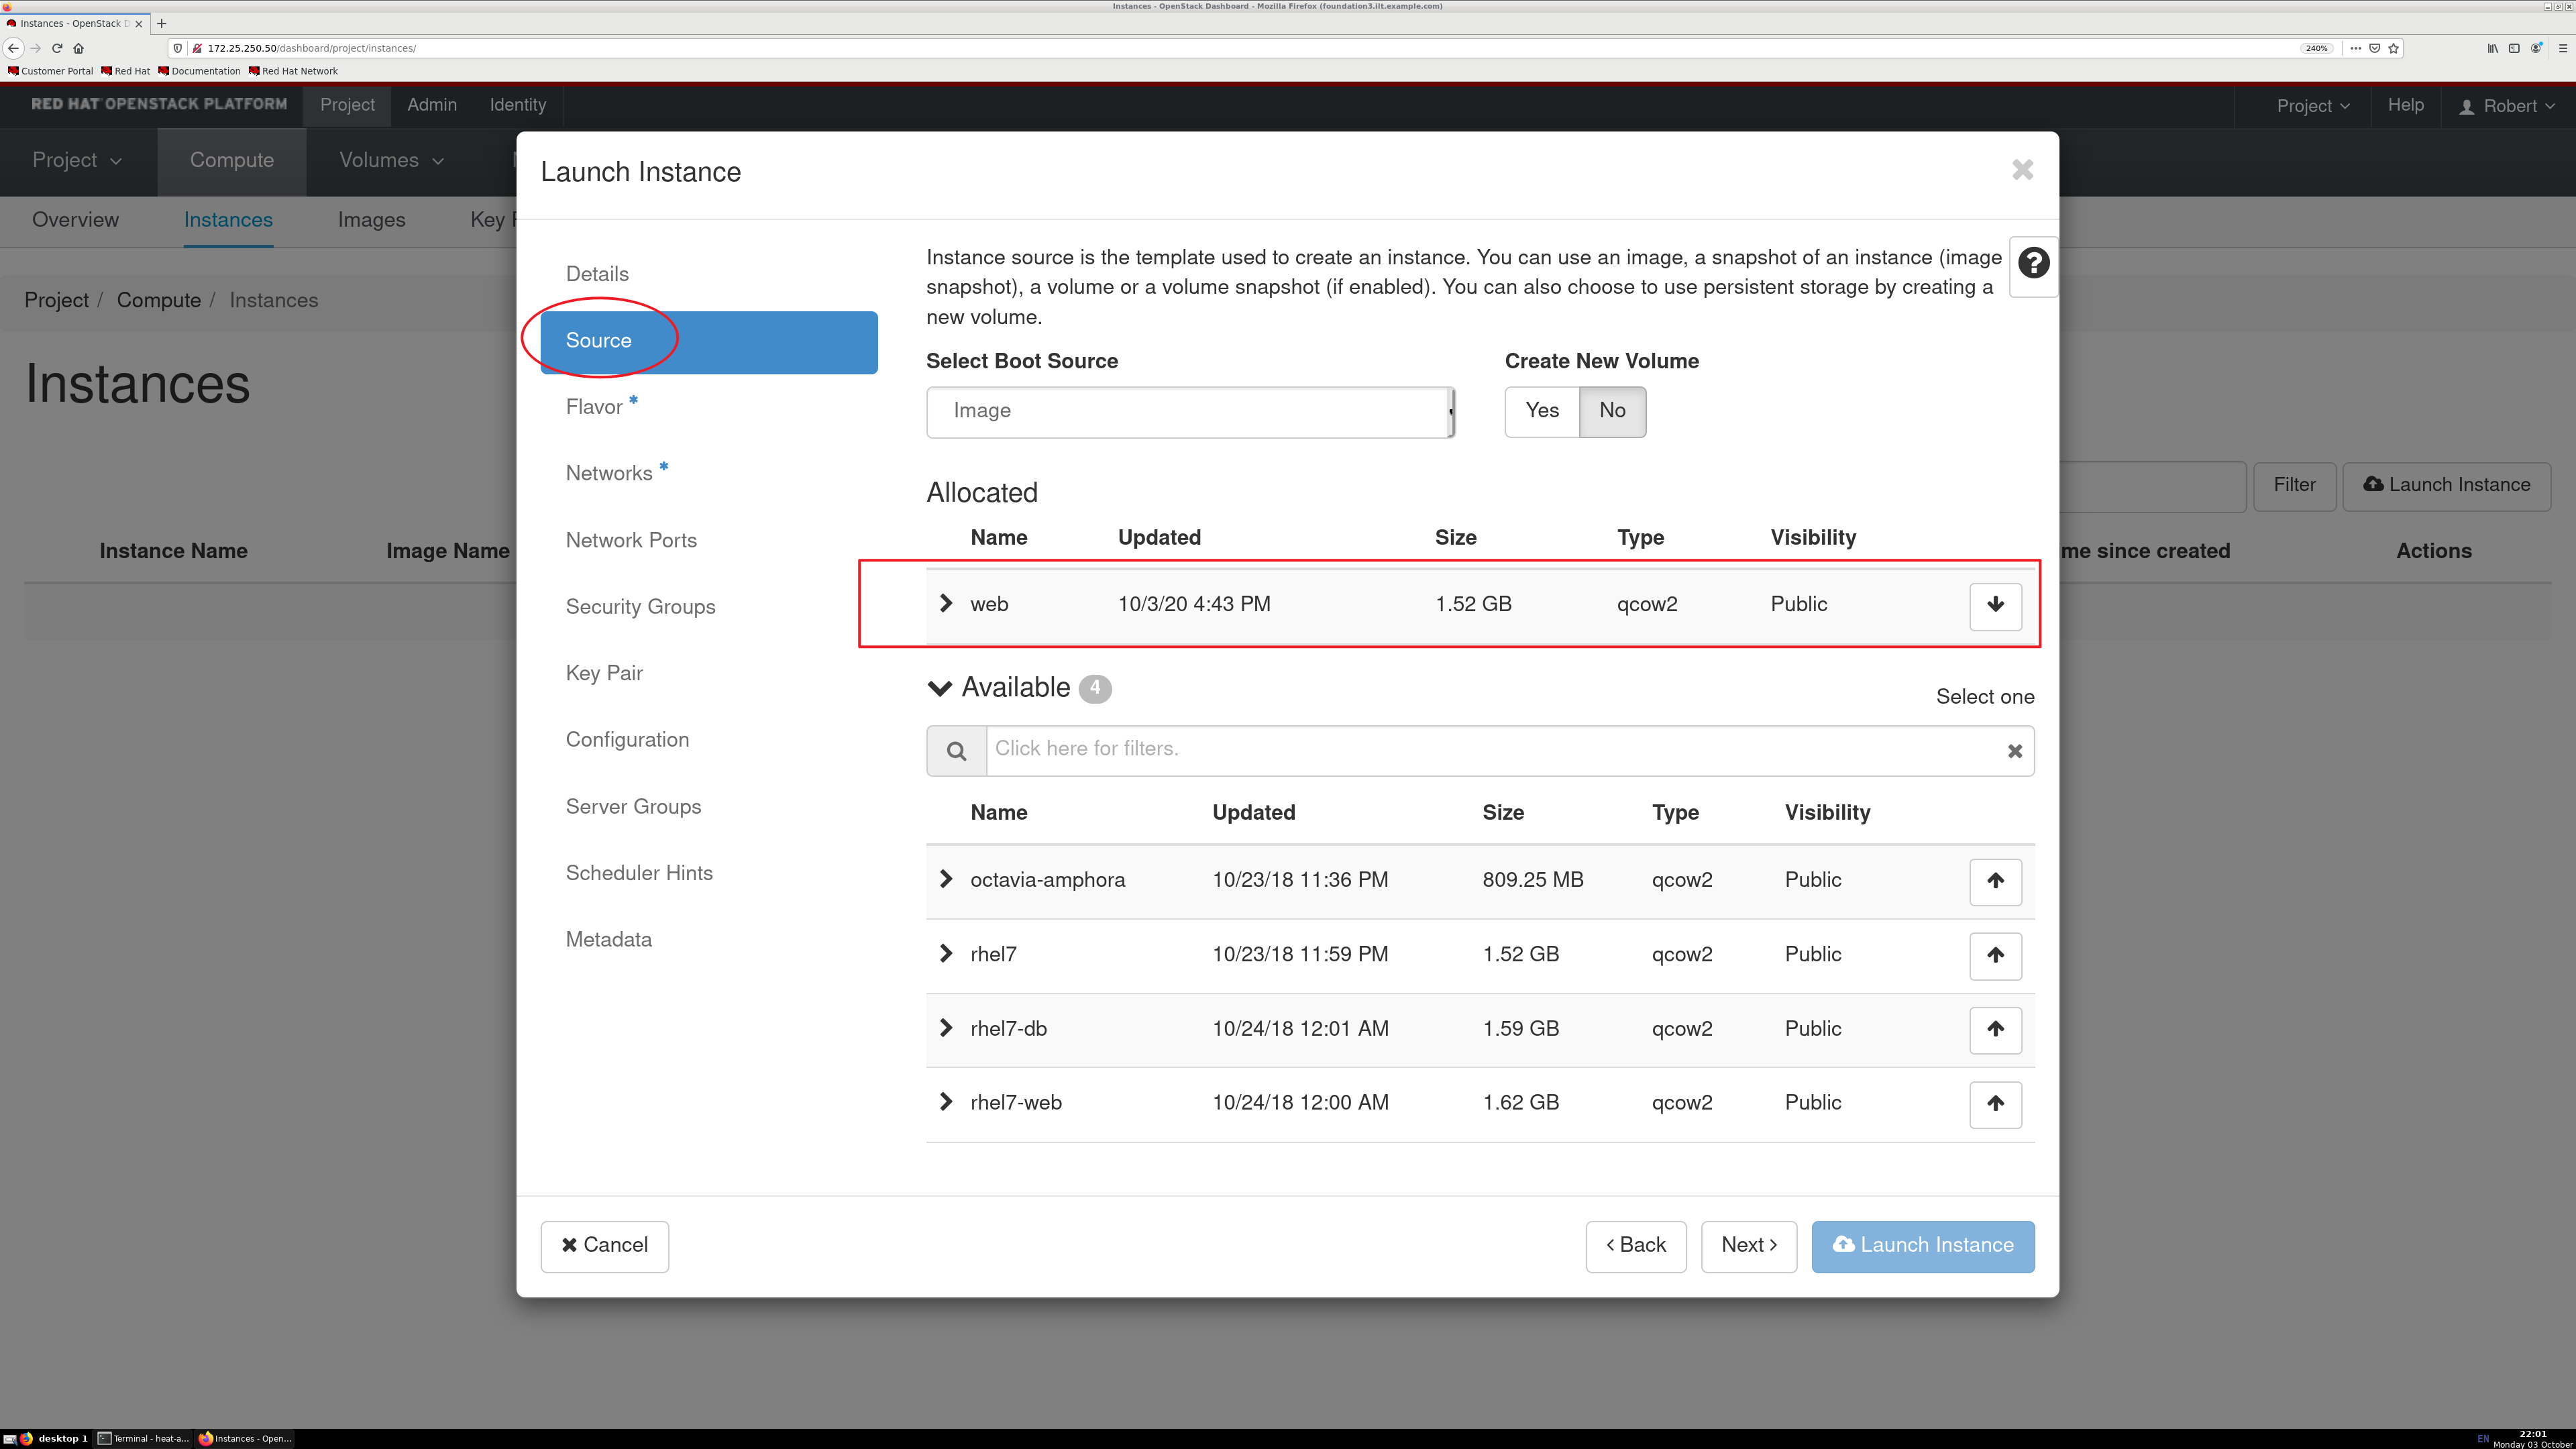 Instances - OpenStack Dashboard - Mozilla Firefox (foundation3.ilt.example.com)
Instances - OpenStack D
172.25.250.50/dashboard/project/instances/
240%
Customer Portal Red Hat Documentation Red Hat Network
RED HAT OPENSTACK PLATFORM Project Admin Identity Project Help Robert
Project Compute Volumes
Overview Instances Images Key P
Project / Compute / Instances
Instances
Filter Launch Instance
Instance Name Image Name me since created Actions
Launch Instance
Details
Source
Flavor *
Networks *
Network Ports
Security Groups
Key Pair
Configuration
Server Groups
Scheduler Hints
Metadata
Instance source is the template used to create an instance. You can use an image, a snapshot of an instance (image
snapshot), a volume or a volume snapshot (if enabled). You can also choose to use persistent storage by creating a
new volume.
?
Select Boot Source Create New Volume
Image Yes No
Allocated
Name Updated Size Type Visibility
web 10/3/20 4:43 PM 1.52 GB qcow2 Public
Available 4
Select one
Click here for filters.
Name Updated Size Type Visibility
octavia-amphora 10/23/18 11:36 PM 809.25 MB qcow2 Public
rhel7 10/23/18 11:59 PM 1.52 GB qcow2 Public
rhel7-db 10/24/18 12:01 AM 1.59 GB qcow2 Public
rhel7-web 10/24/18 12:00 AM 1.62 GB qcow2 Public
Cancel < Back Next > Launch Instance
desktop 1 Terminal - heat-a... Instances - Open... EN 22:01
Monday 03 October